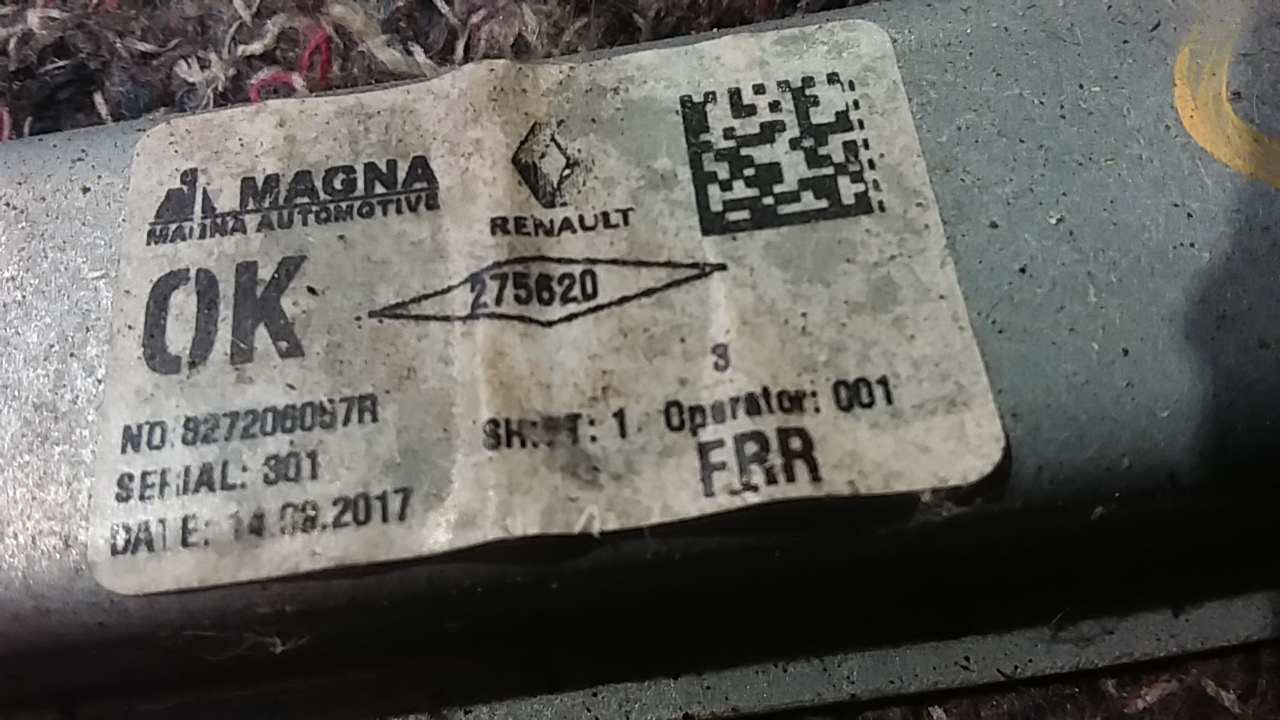 MAGNA
MAGNA AUTOMOTIVE
RENAULT
OK
275620
3
NO:827206057R
SHIFT: 1 Operator: 001
SERIAL: 301
FRR
DATE: 14.09.2017